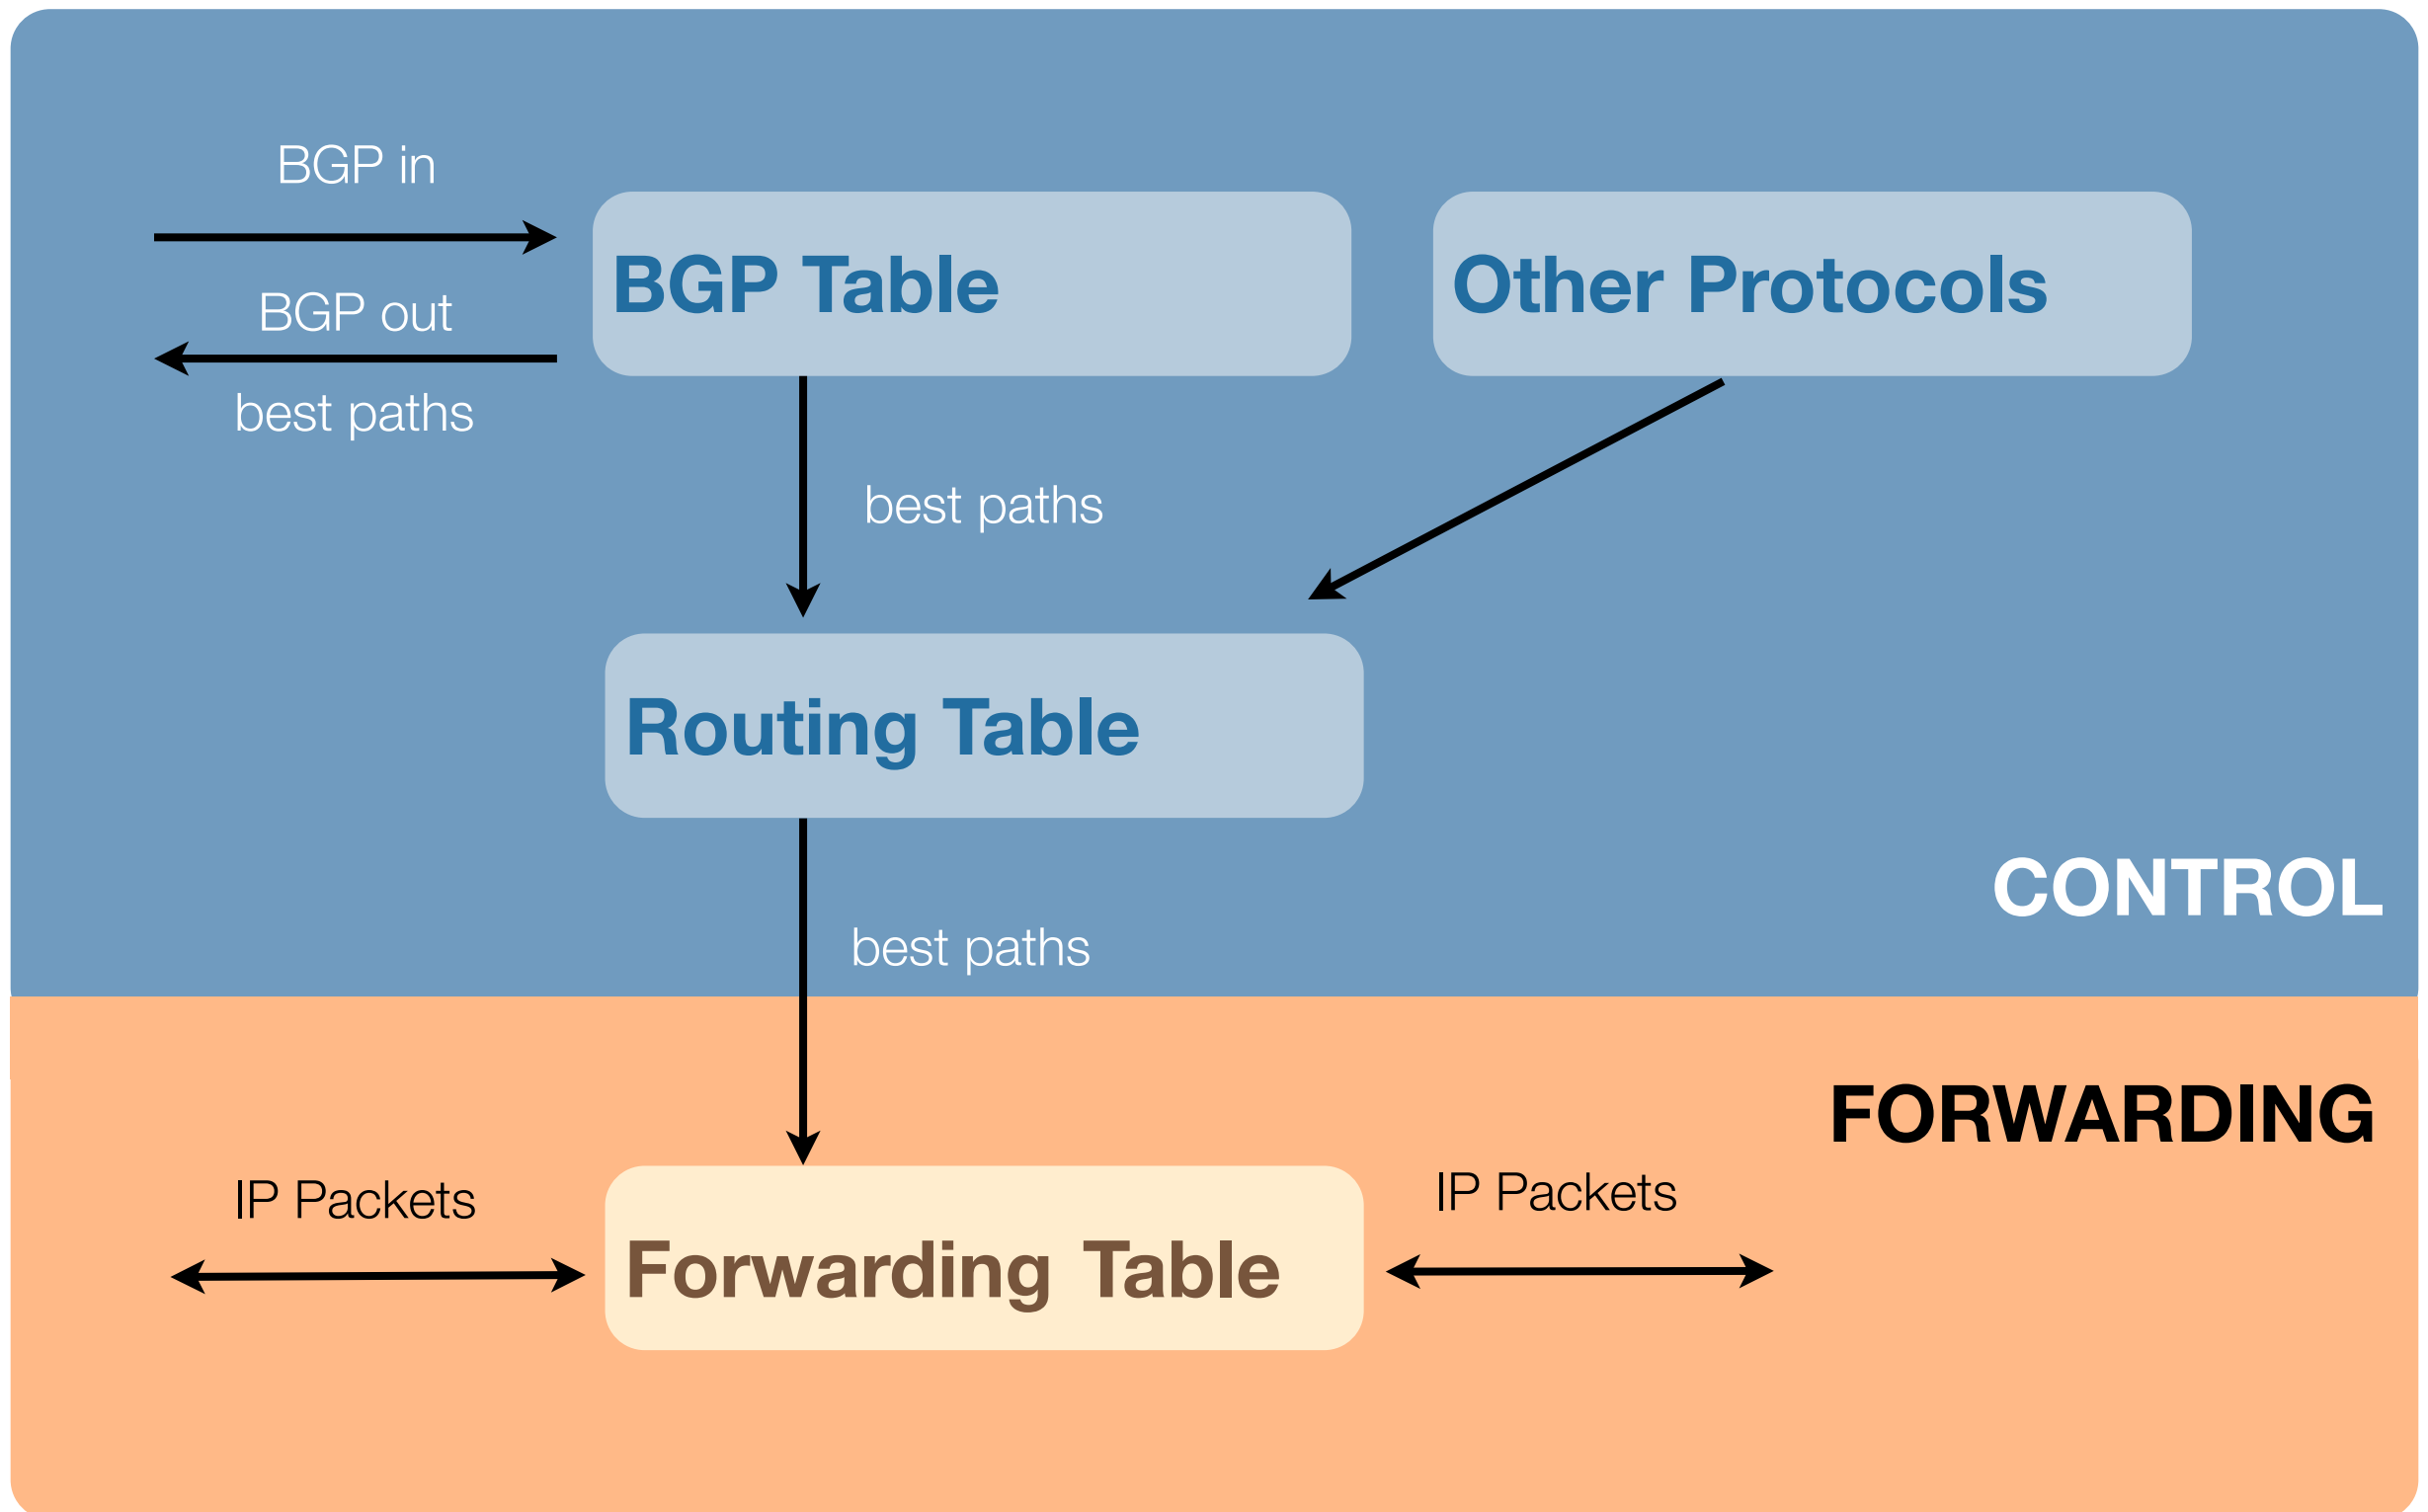 BGP in
BGP Table
Other Protocols
BGP out
best paths
best paths
Routing Table
CONTROL
best paths
FORWARDING
IP Packets
IP Packets
Forwarding Table